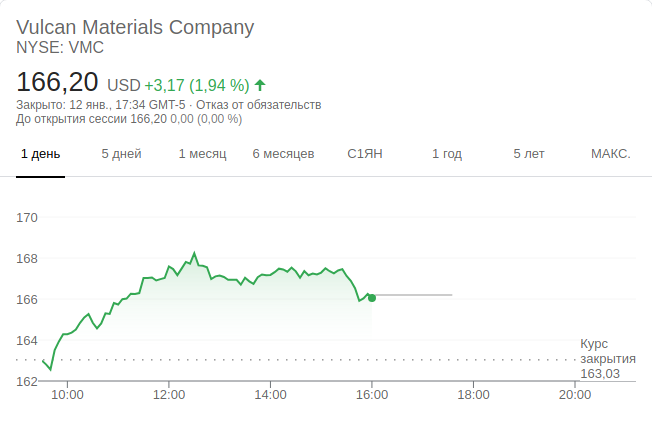 Vulcan Materials Company
NYSE: VMC
166,20 USD +3,17 (1,94 %)
Закрыто: 12 янв., 17:34 GMT-5 · Отказ от обязательств
До открытия сессии 166,20 0,00 (0,00 %)
1 день 5 дней 1 месяц 6 месяцев С1ЯН 1 год 5 лет МАКС.
170
168
166
164
Курс
закрытия
163,03
162
10:00 12:00 14:00 16:00 18:00 20:00